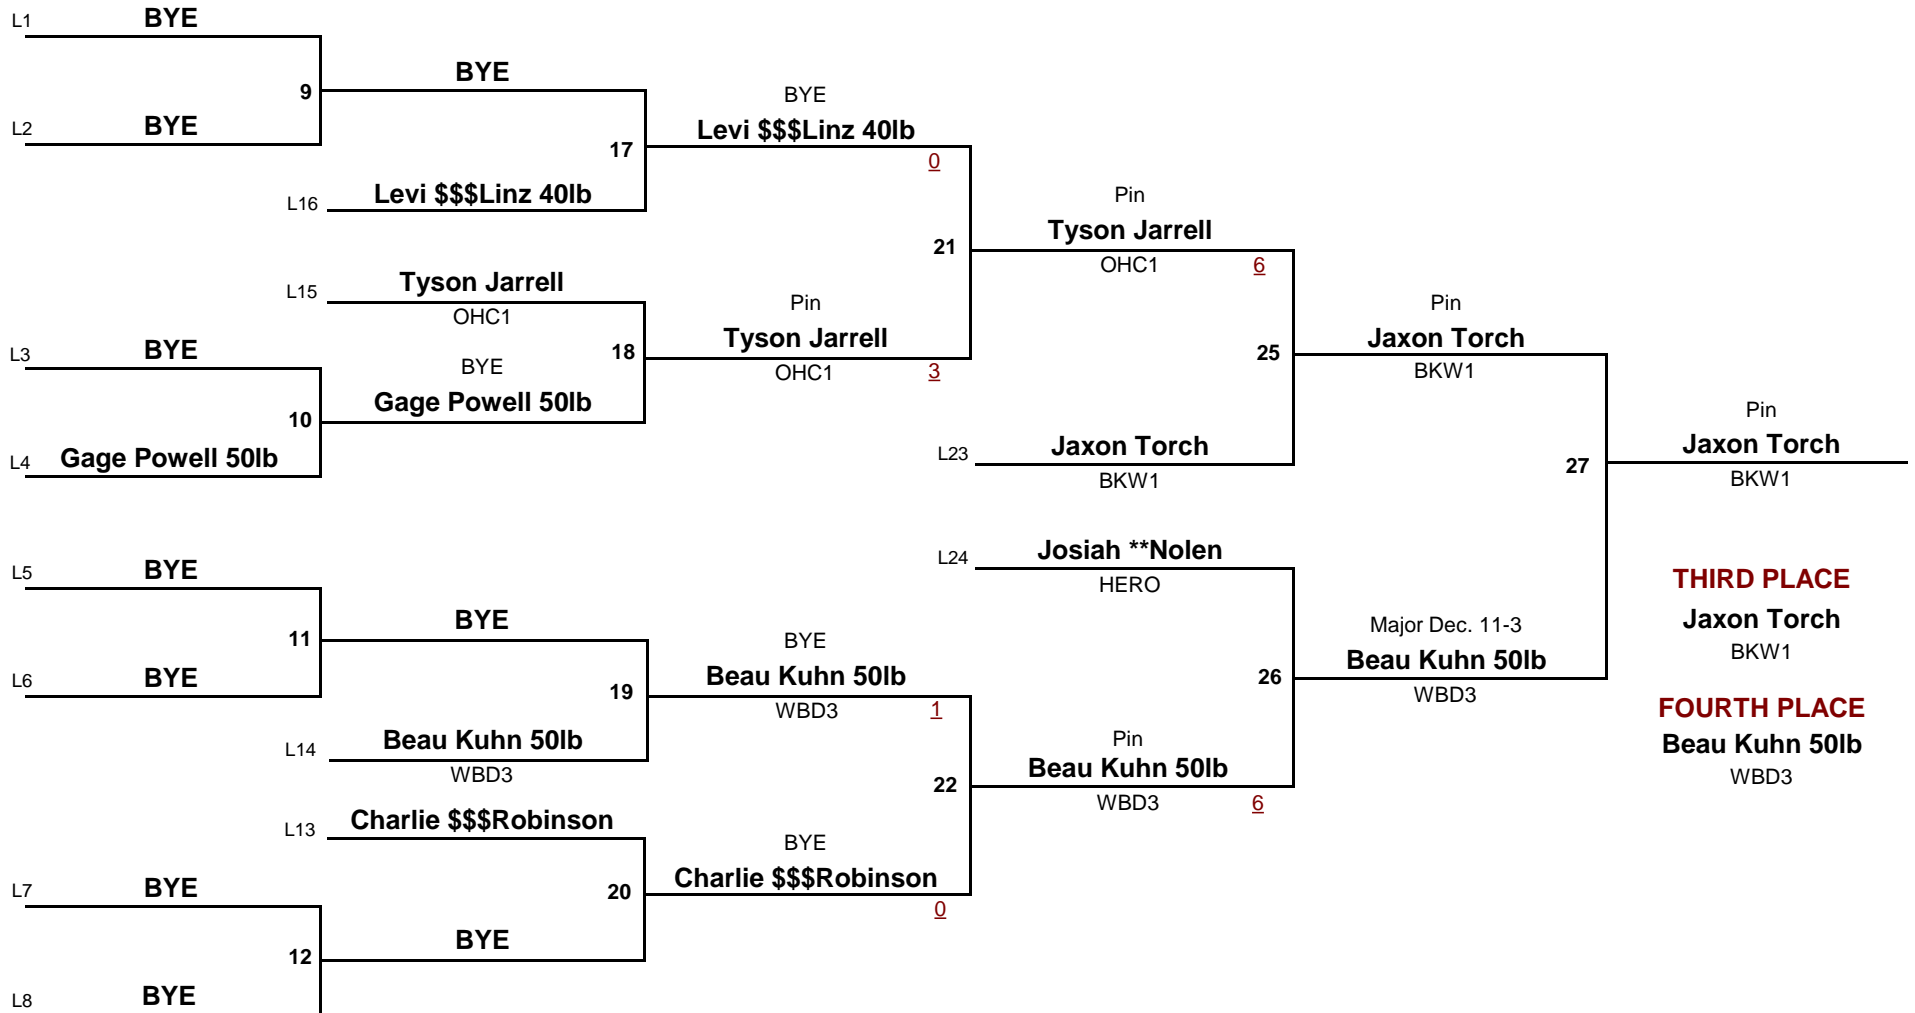 L1 BYE
9
L2 BYE
BYE
17
L16 Levi $$$Linz 40lb
BYE
Levi $$$Linz 40lb
0
L15 Tyson Jarrell
OHC1
18
L3 BYE
10
L4 Gage Powell 50lb
BYE
Gage Powell 50lb
Pin
Tyson Jarrell
OHC1 3
21
Pin
Tyson Jarrell
OHC1 6
25
L23 Jaxon Torch
BKW1
Pin
Jaxon Torch
BKW1
27
L5 BYE
11
L6 BYE
BYE
19
L14 Beau Kuhn 50lb
WBD3
BYE
Beau Kuhn 50lb
WBD3 1
22
L13 Charlie $$$Robinson
20
L7 BYE
12
L8 BYE
BYE
BYE
Charlie $$$Robinson
0
L24 Josiah **Nolen
HERO
26
Pin
Beau Kuhn 50lb
WBD3 6
Major Dec. 11-3
Beau Kuhn 50lb
WBD3
Pin
Jaxon Torch
BKW1
THIRD PLACE
Jaxon Torch
BKW1
FOURTH PLACE
Beau Kuhn 50lb
WBD3